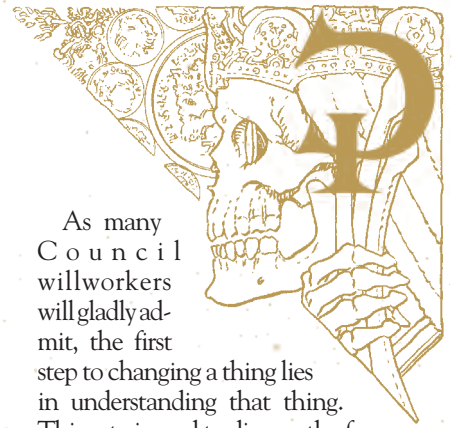 As many
Council
willworkers
will gladly ad-
mit, the first
step to changing a thing lies
in understanding that thing.